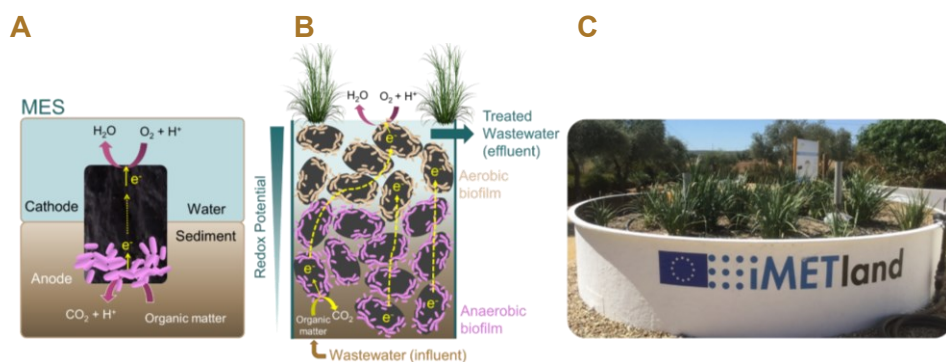 A
B
C
MES
H₂O
O₂ + H⁺
e⁻
Cathode
Water
Sediment
e⁻
Anode
CO₂ + H⁺
Organic matter
Redox Potential
H₂O
O₂ + H⁺
e⁻
e⁻
e⁻
e⁻
e⁻
e⁻
Organic
matter
CO₂
Wastewater (influent)
Treated
Wastewater
(effluent)
Aerobic
biofilm
Anaerobic
biofilm
iMETland